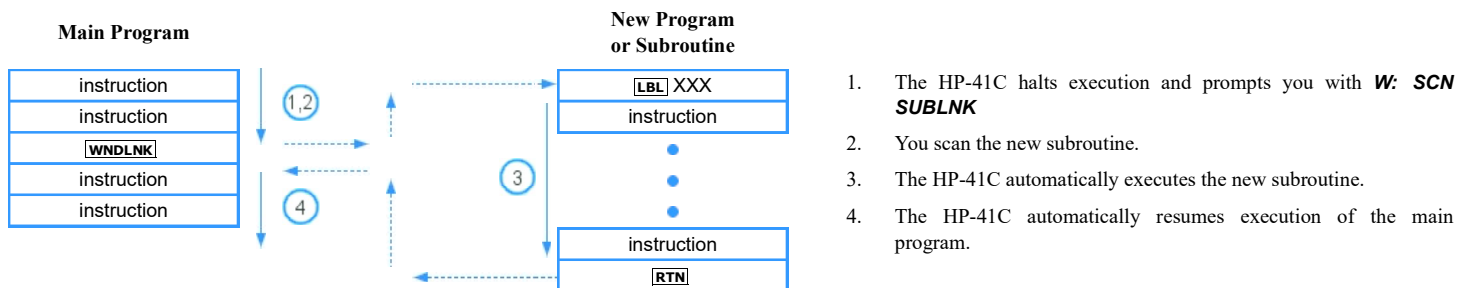 Main Program
instruction
instruction
WNDLNK
instruction
instruction
1,2
4
New Program
or Subroutine
LBL XXX
instruction
3
instruction
RTN
1. The HP-41C halts execution and prompts you with W: SCN
SUBLNK
2. You scan the new subroutine.
3. The HP-41C automatically executes the new subroutine.
4. The HP-41C automatically resumes execution of the main
program.